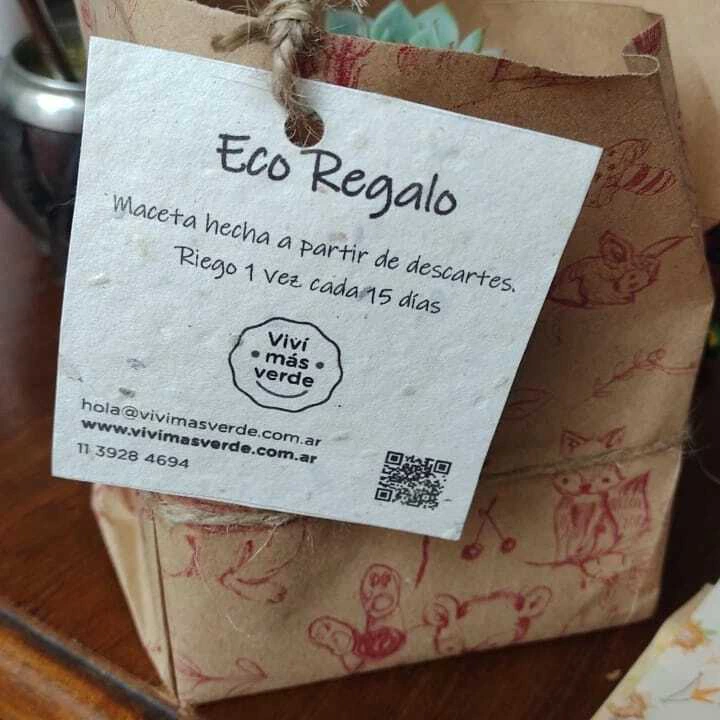 Eco Regalo
Maceta hecha a partir de descartes.
Riego 1 vez cada 15 días
Viví
más
verde
hola@vivimasverde.com.ar
www.vivimasverde.com.ar
11 3928 4694